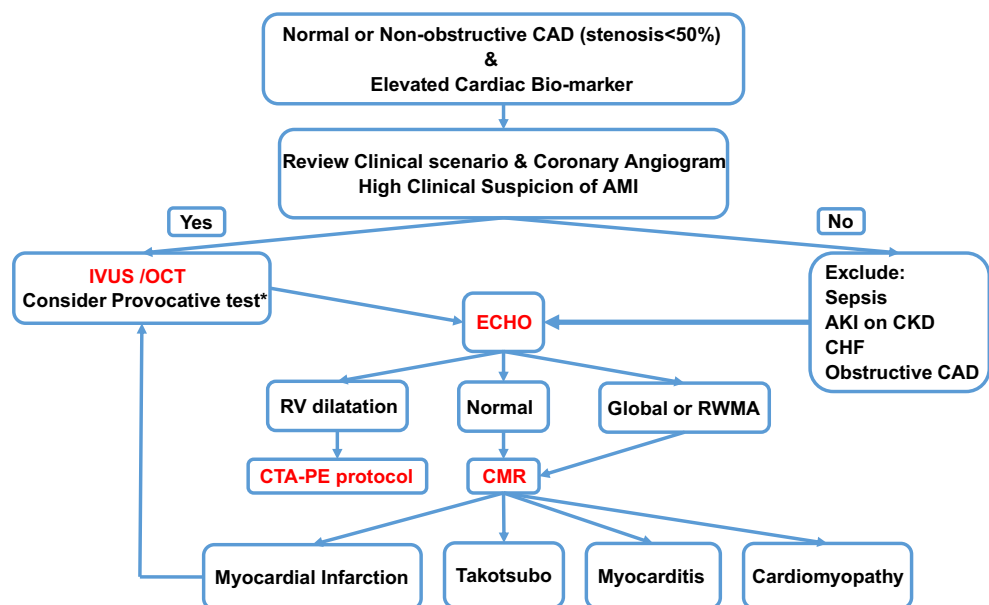 Normal or Non-obstructive CAD (stenosis<50%)
&
Elevated Cardiac Bio-marker
Review Clinical scenario & Coronary Angiogram
High Clinical Suspicion of AMI
Yes
No
IVUS /OCT
Consider Provocative test*
Exclude:
Sepsis
AKI on CKD
CHF
Obstructive CAD
ECHO
RV dilatation
Normal
Global or RWMA
CTA-PE protocol
CMR
Myocardial Infarction
Takotsubo
Myocarditis
Cardiomyopathy